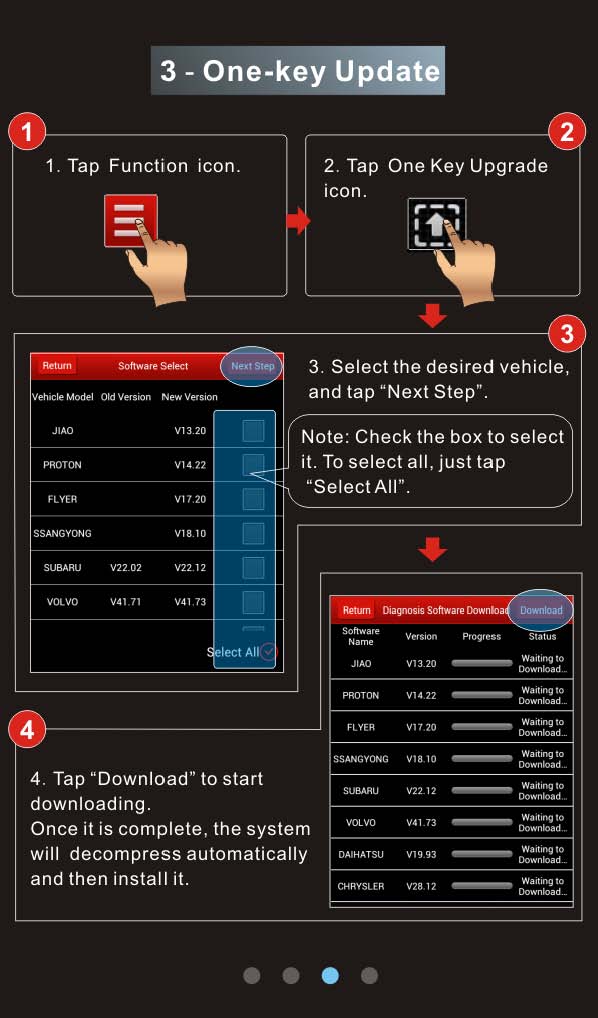 3 - One-key Update
1
1. Tap Function icon.
2
2. Tap One Key Upgrade
icon.
3
Return Software Select Next Step
Vehicle Model Old Version New Version
JIAO V13.20
PROTON V14.22
FLYER V17.20
SSANGYONG V18.10
SUBARU V22.02 V22.12
VOLVO V41.71 V41.73
Select All
3. Select the desired vehicle,
and tap “Next Step”.
Note: Check the box to select
it. To select all, just tap
“Select All”.
4
4. Tap “Download” to start
downloading.
Once it is complete, the system
will decompress automatically
and then install it.
Return Diagnosis Software Download Download
Software
Name Version Progress Status
JIAO V13.20 Waiting to
Download...
PROTON V14.22 Waiting to
Download...
FLYER V17.20 Waiting to
Download...
SSANGYONG V18.10 Waiting to
Download...
SUBARU V22.12 Waiting to
Download...
VOLVO V41.73 Waiting to
Download...
DAIHATSU V19.93 Waiting to
Download...
CHRYSLER V28.12 Waiting to
Download...